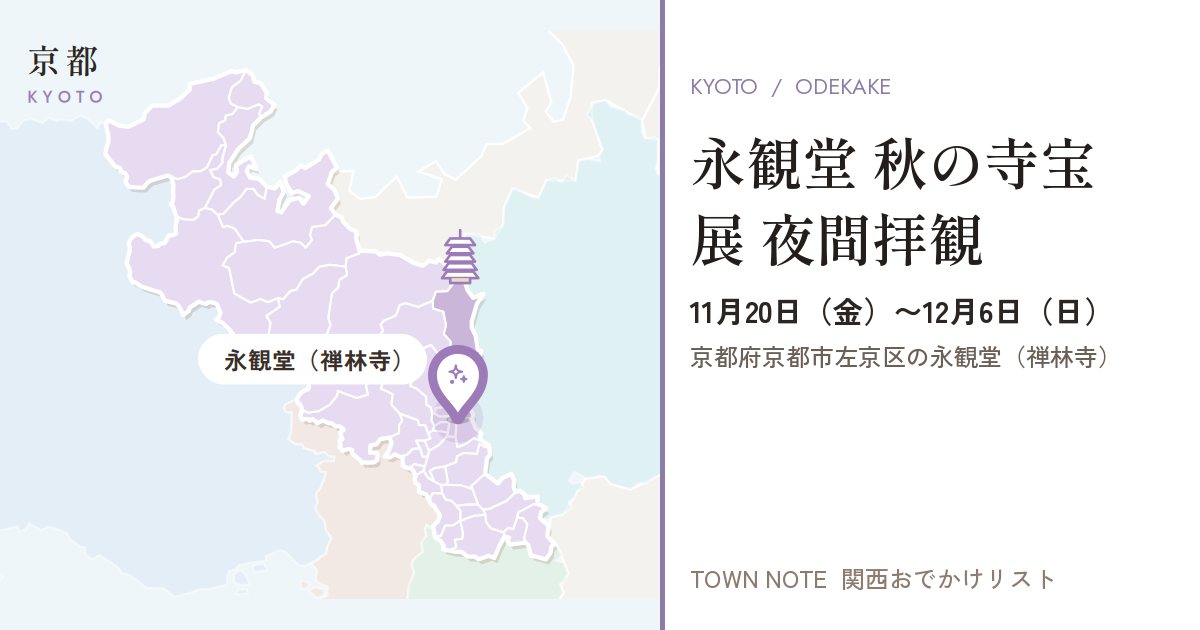 京都
KYOTO
永観堂（禅林寺）
KYOTO / ODEKAKE
永観堂 秋の寺宝
展 夜間拝観
11月20日（金）〜12月6日（日）
京都府京都市左京区の永観堂（禅林寺）
TOWN NOTE 関西おでかけリスト